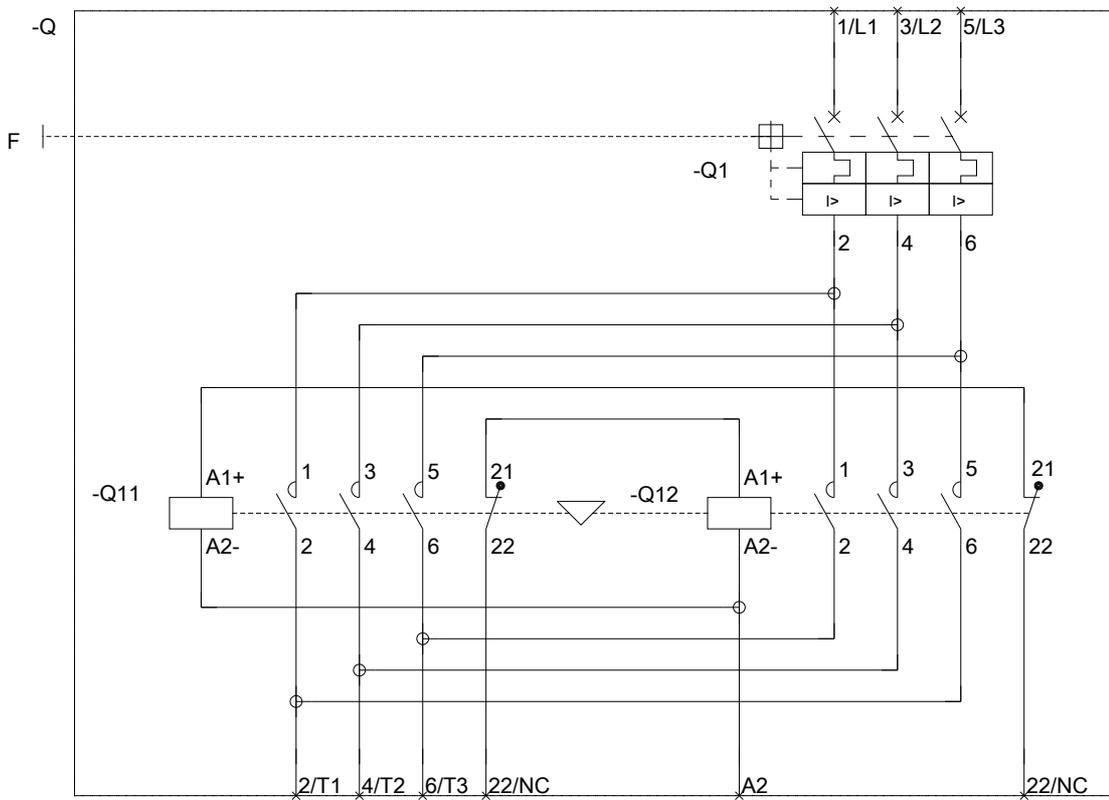 -Q
1/L1 3/L2 5/L3
F
-Q1
I> I> I>
2 4 6
-Q11 A1+ 1 3 5 21 -Q12 A1+ 1 3 5 21
A2- 2 4 6 22 A2- 2 4 6 22
2/T1 4/T2 6/T3 22/NC A2 22/NC